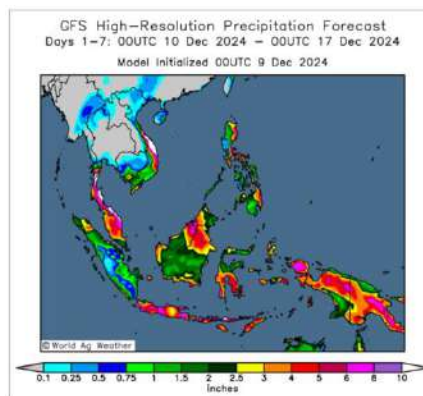 GFS High-Resolution Precipitation Forecast
Days 1-7: 00UTC 10 Dec 2024 - 00UTC 17 Dec 2024
Model Initialized 00UTC 9 Dec 2024
© World Ag Weather
0.1 0.25 0.5 0.75 1 1.5 2 2.5 3 4 5 6 8 10
inches